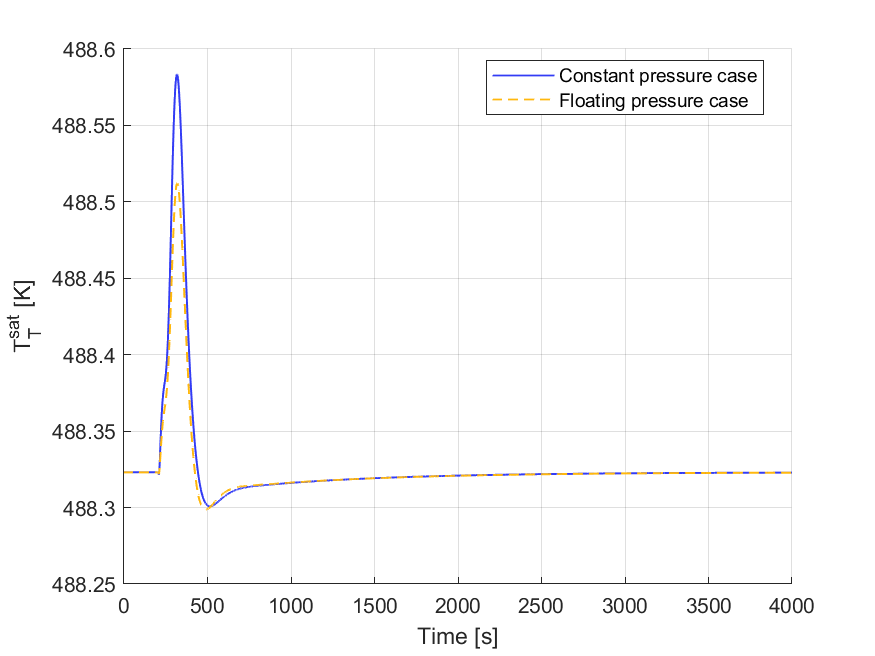 488.6
488.55
488.5
488.45
488.4
488.35
488.3
488.25
T_T^sat [K]
Constant pressure case
Floating pressure case
0 500 1000 1500 2000 2500 3000 3500 4000
Time [s]